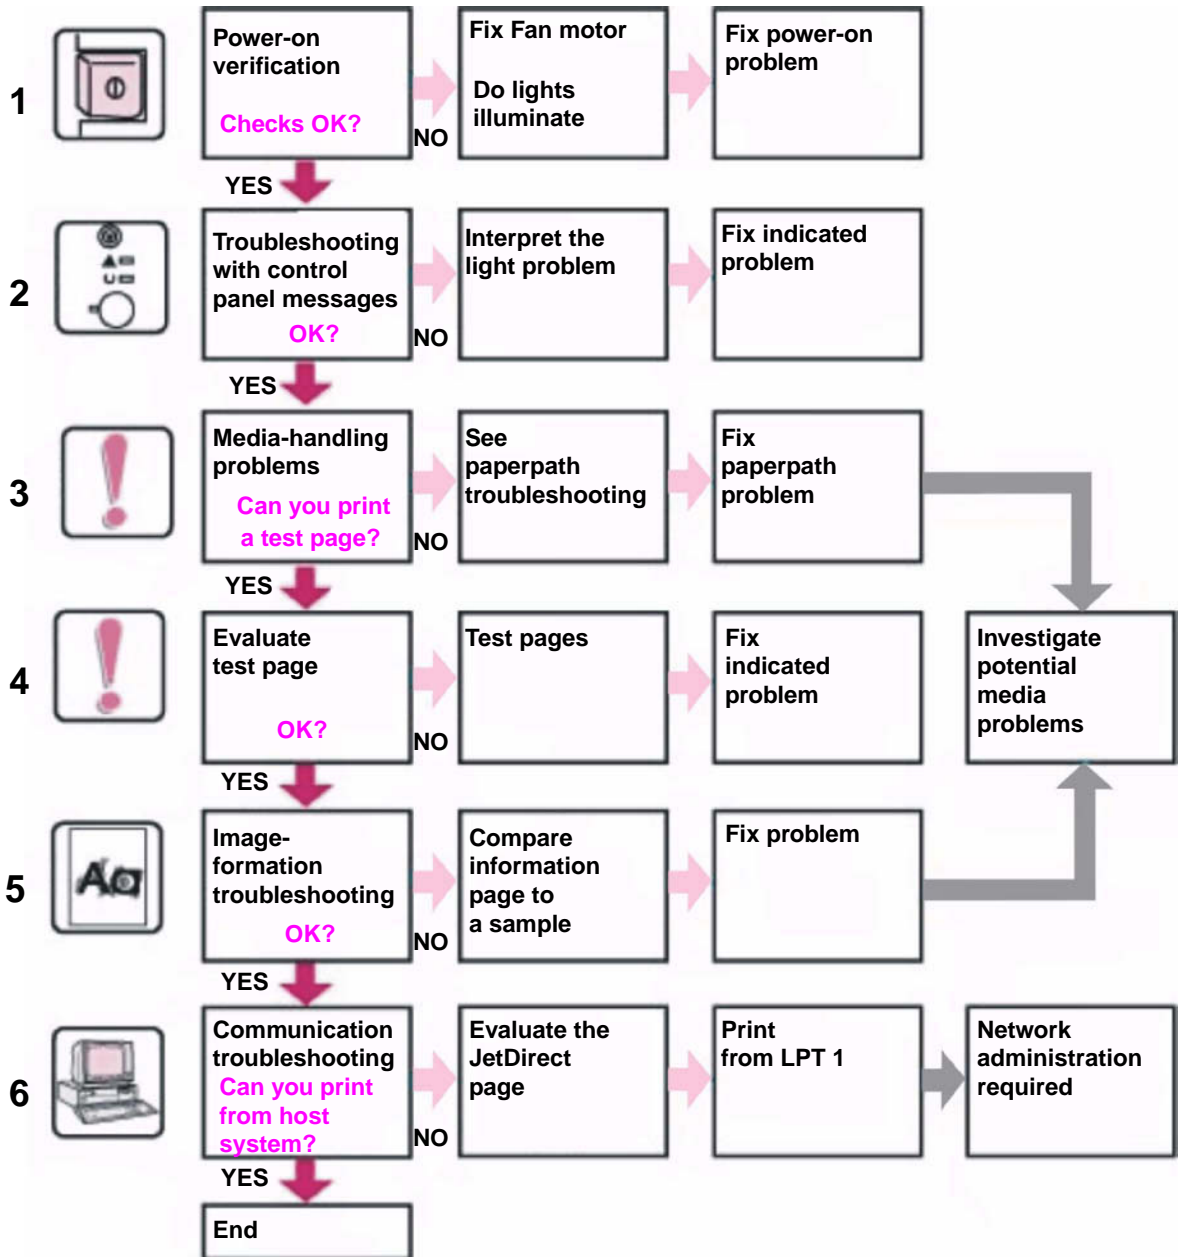 1
Power-on
verification
Checks OK?
NO
Fix Fan motor
Do lights
illuminate
Fix power-on
problem
YES
2
Troubleshooting
with control
panel messages
OK?
NO
Interpret the
light problem
Fix indicated
problem
YES
3
Media-handling
problems
Can you print
a test page?
NO
See
paperpath
troubleshooting
Fix
paperpath
problem
YES
4
Evaluate
test page
OK?
NO
Test pages
Fix
indicated
problem
Investigate
potential
media
problems
YES
5
Aa
Image-
formation
troubleshooting
OK?
NO
Compare
information
page to
a sample
Fix problem
YES
6
Communication
troubleshooting
Can you print
from host
system?
NO
Evaluate the
JetDirect
page
Print
from LPT 1
Network
administration
required
YES
End